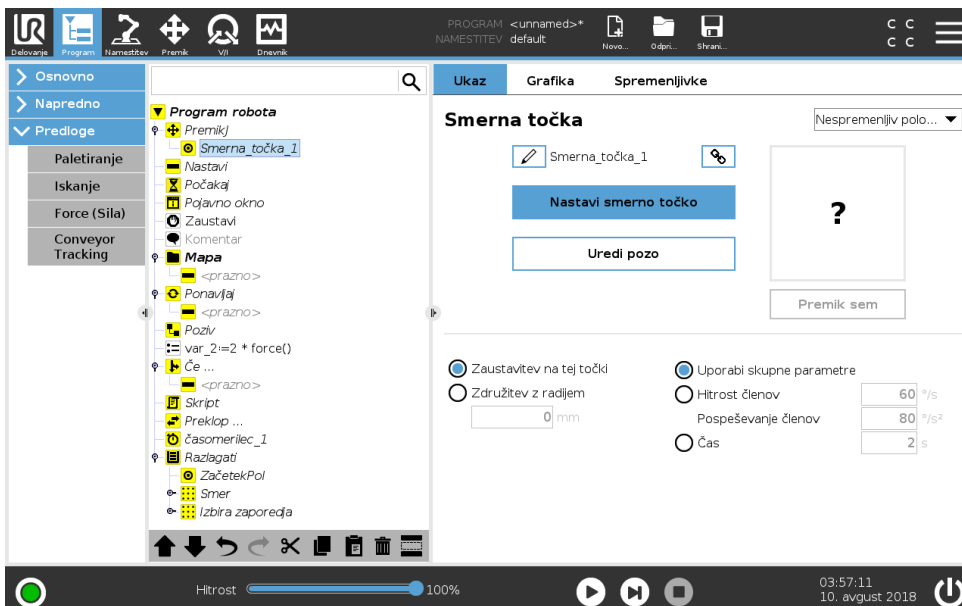 PROGRAM <unnamed>*
NAMESTITEV default
C C
C C
Delovanje Program Namestitev Premik V/I Dnevnik Novo... Odpri... Shrani...
Osnovno
Napredno
Predloge
Paletiranje
Iskanje
Force (Sila)
Conveyor
Tracking
Program robota
PremikJ
Smerna_točka_1
Nastavi
Počakaj
Pojavno okno
Zaustavi
Komentar
Mapa
<prazno>
Ponavljaj
<prazno>
Poziv
var_2:=2 * force()
Če ...
<prazno>
Skript
Preklop ...
časomerilec_1
Razlagati
ZačetekPol
Smer
Izbira zaporedja
Ukaz Grafika Spremenljivke
Smerna točka
Nespremenljiv polo...
Smerna_točka_1
Nastavi smerno točko
Uredi pozo
?
Premik sem
Zaustavitev na tej točki
Združitev z radijem
0 mm
Uporabi skupne parametre
Hitrost členov 60 °/s
Pospeševanje členov 80 °/s²
Čas 2 s
Hitrost 100%
03:57:11
10. avgust 2018